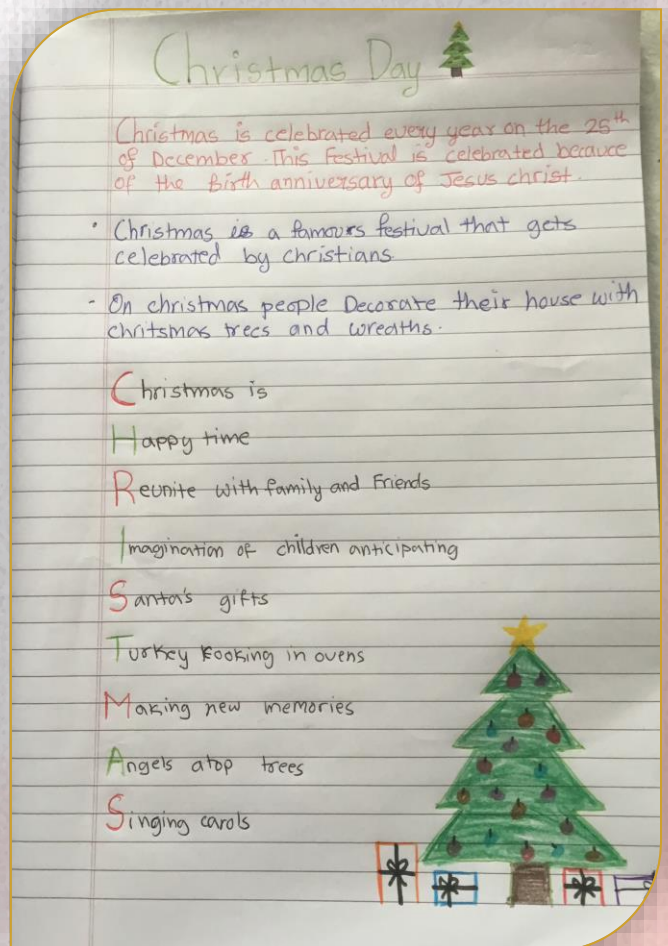 Christmas Day
Christmas is celebrated every year on the 25th
of December. This Festival is celebrated becauce
of the Birth anniversary of Jesus christ.
· Christmas is a famours festival that gets
celebrated by christians
- On christmas people Decorate their house with
chritsmas trees and wreaths.
Christmas is
Happy time
Reunite with family and Friends
Imagination of children anticipating
Santa's gifts
Turkey kooking in ovens
Making new memories
Angels atop trees
Singing carols